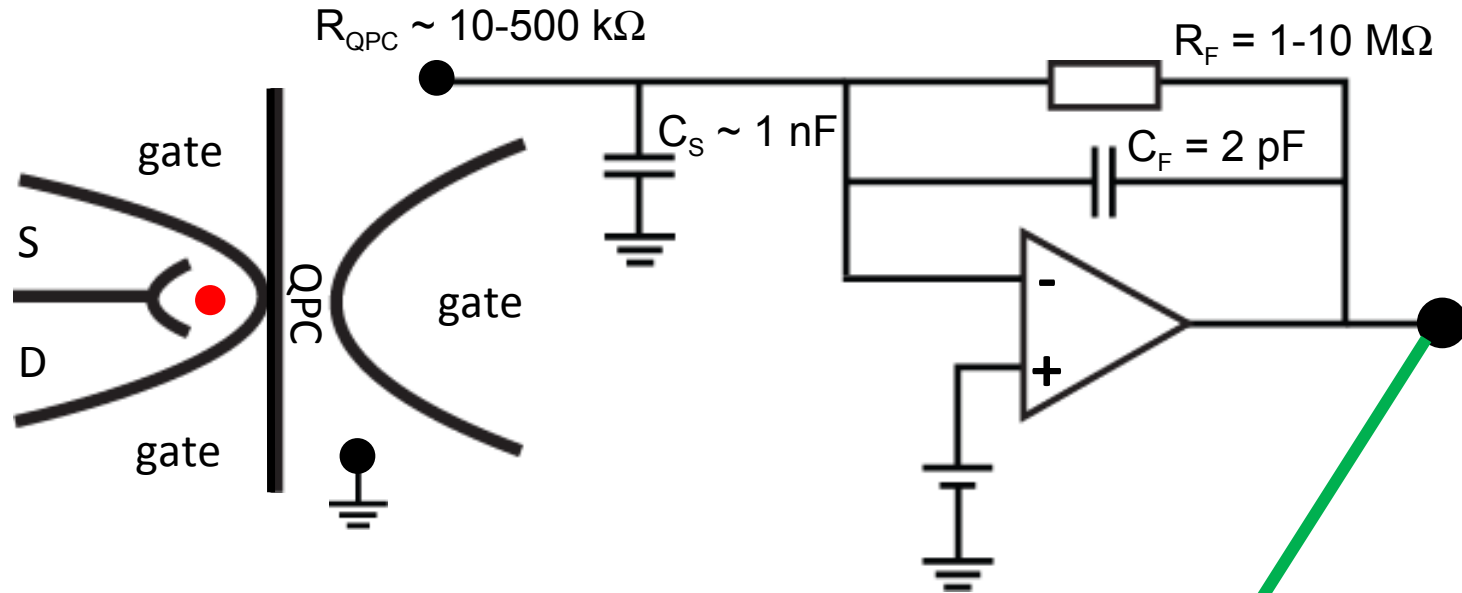 R_QPC ~ 10-500 kΩ
R_F = 1-10 MΩ
C_S ~ 1 nF
C_F = 2 pF
gate
S
QPC
gate
D
gate
-
+